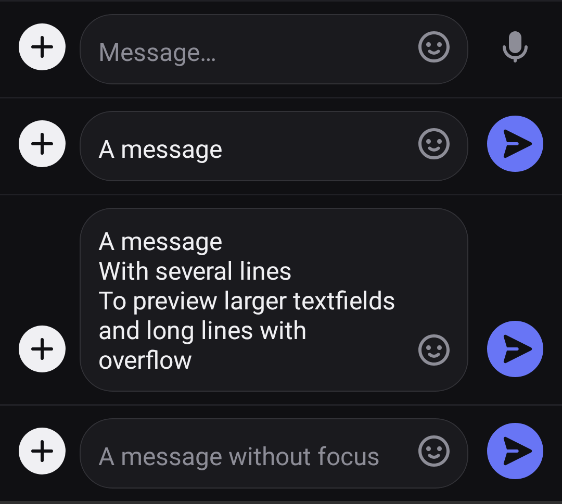 Message…
A message
A message
With several lines
To preview larger textfields
and long lines with
overflow
A message without focus